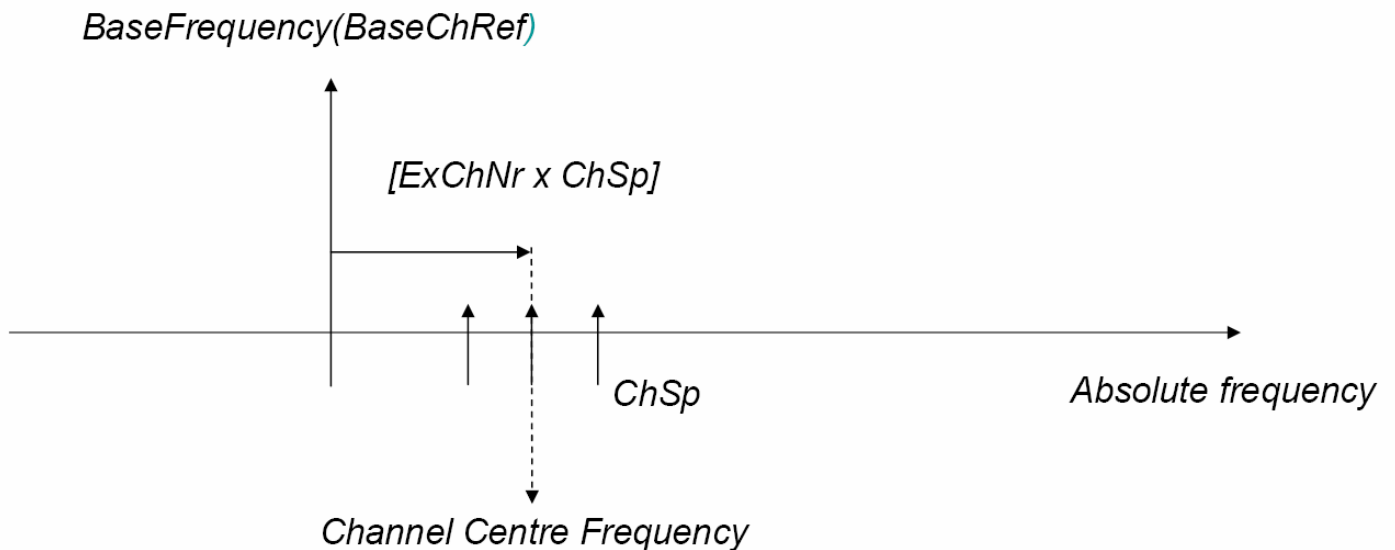 BaseFrequency(BaseChRef)
[ExChNr x ChSp]
ChSp
Absolute frequency
Channel Centre Frequency